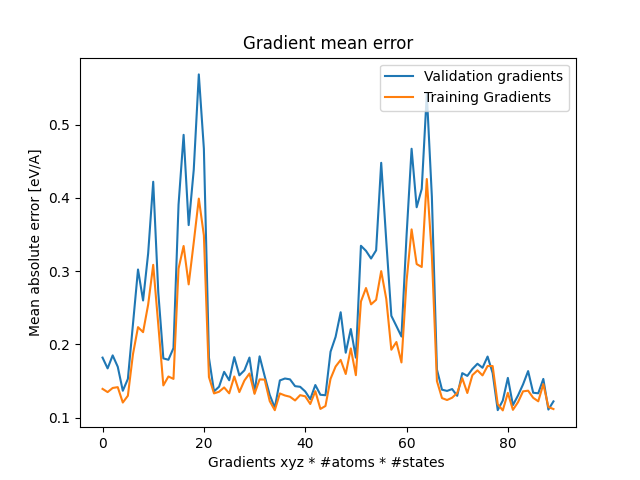 Gradient mean error
Validation gradients
Training Gradients
Mean absolute error [eV/A]
0.5
0.4
0.3
0.2
0.1
0 20 40 60 80
Gradients xyz * #atoms * #states